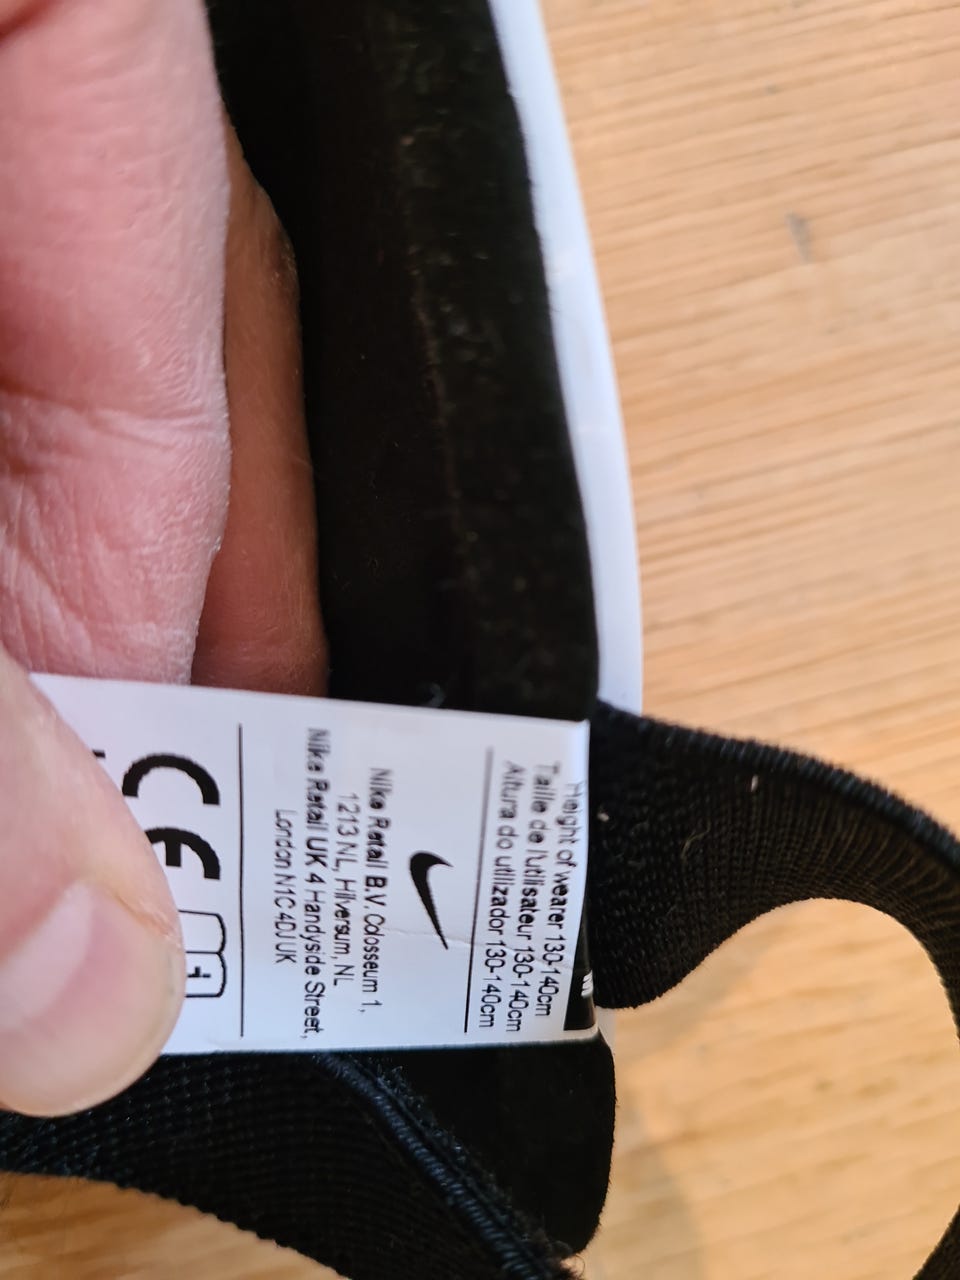 Height of wearer 130-140cm
Taille de l'utilisateur 130-140cm
Altura do utilizador 130-140cm
Nike Retail B.V. Colosseum 1,
1213 NL, Hilversum, NL
Nike Retail UK 4 Handyside Street,
London N1C 4DJ UK
CE
i